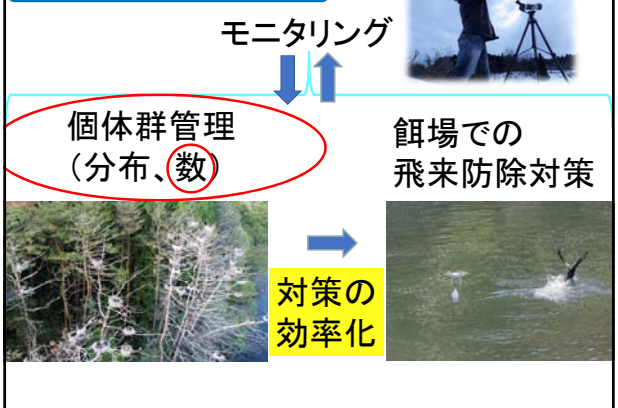 モニタリング
個体群管理
（分布、数）
餌場での
飛来防除対策
対策の
効率化